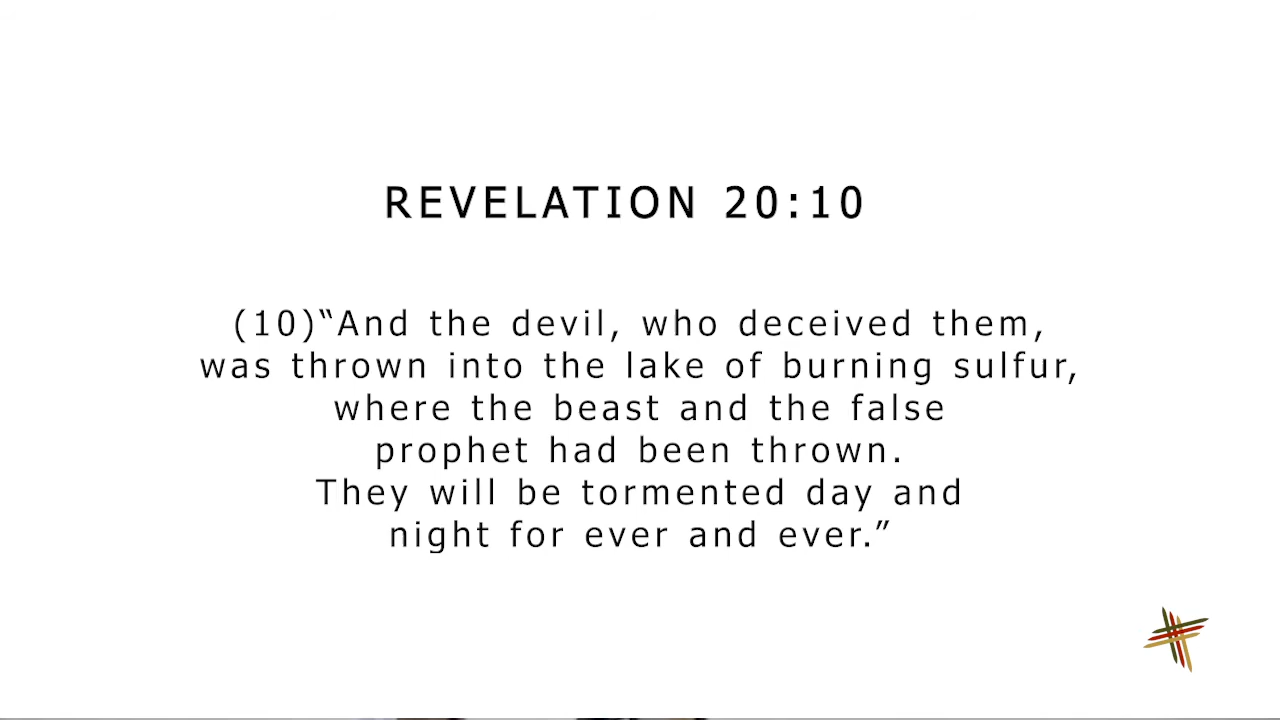 REVELATION 20:10
(10)“And the devil, who deceived them,
was thrown into the lake of burning sulfur,
where the beast and the false
prophet had been thrown.
They will be tormented day and
night for ever and ever.”